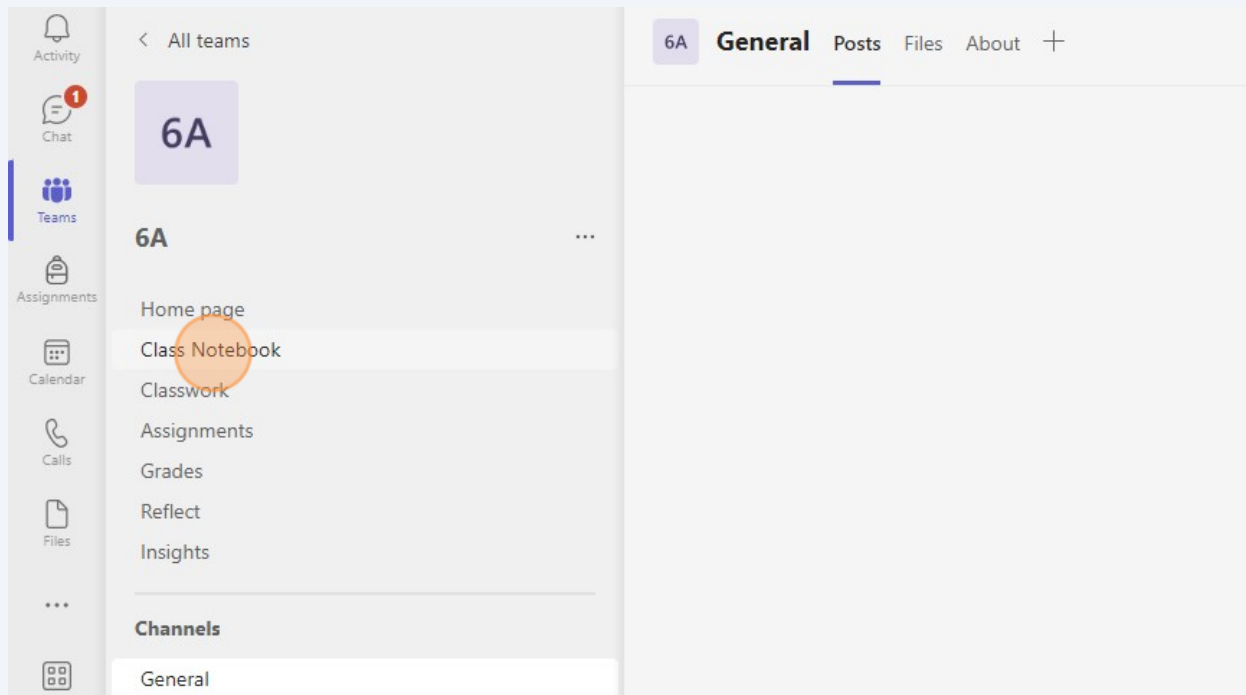 Activity
1
Chat
Teams
Assignments
Calendar
Calls
Files
All teams
6A
6A
Home page
Class Notebook
Classwork
Assignments
Grades
Reflect
Insights
Channels
General
6A General Posts Files About